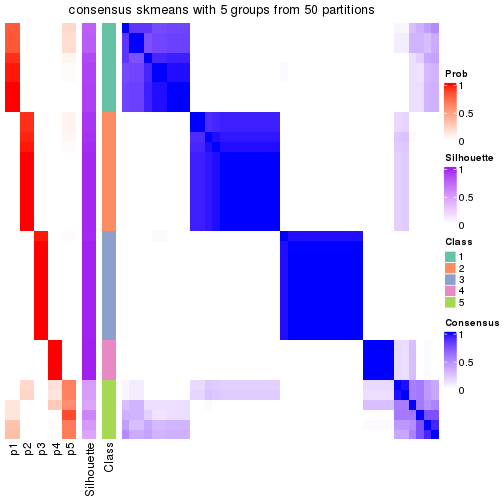 consensus skmeans with 5 groups from 50 partitions
Prob
1
0.5
0
Silhouette
1
0.5
0
Class
1
2
3
4
5
Consensus
1
0.5
0
p1
p2
p3
p4
p5
Silhouette
Class